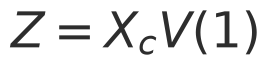 Z = X_cV(1)